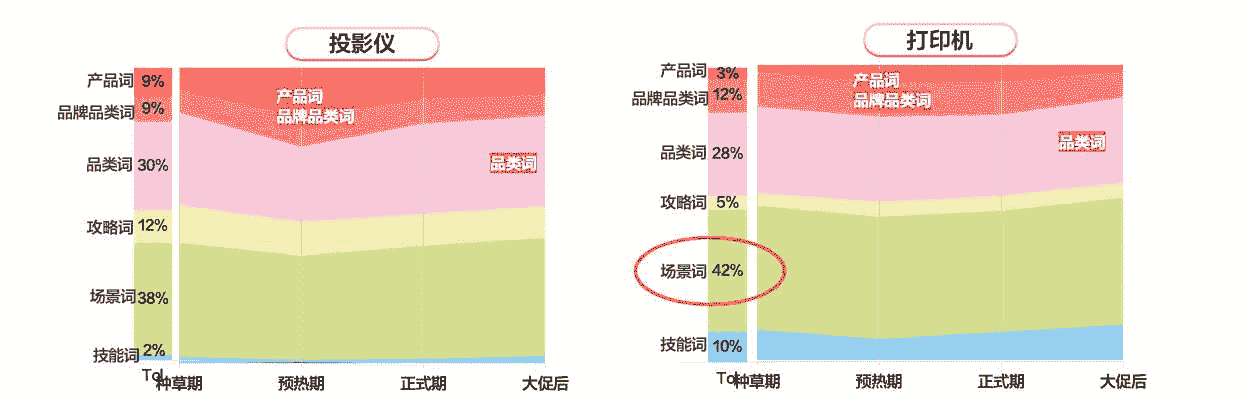 投影仪
产品词 9%
品牌品类词 9%
品类词 30%
攻略词 12%
场景词 38%
技能词 2%
产品词
品牌品类词
品类词
Tol
种草期 预热期 正式期 大促后
打印机
产品词 3%
品牌品类词 12%
品类词 28%
攻略词 5%
场景词 42%
技能词 10%
产品词
品牌品类词
品类词
To
种草期 预热期 正式期 大促后